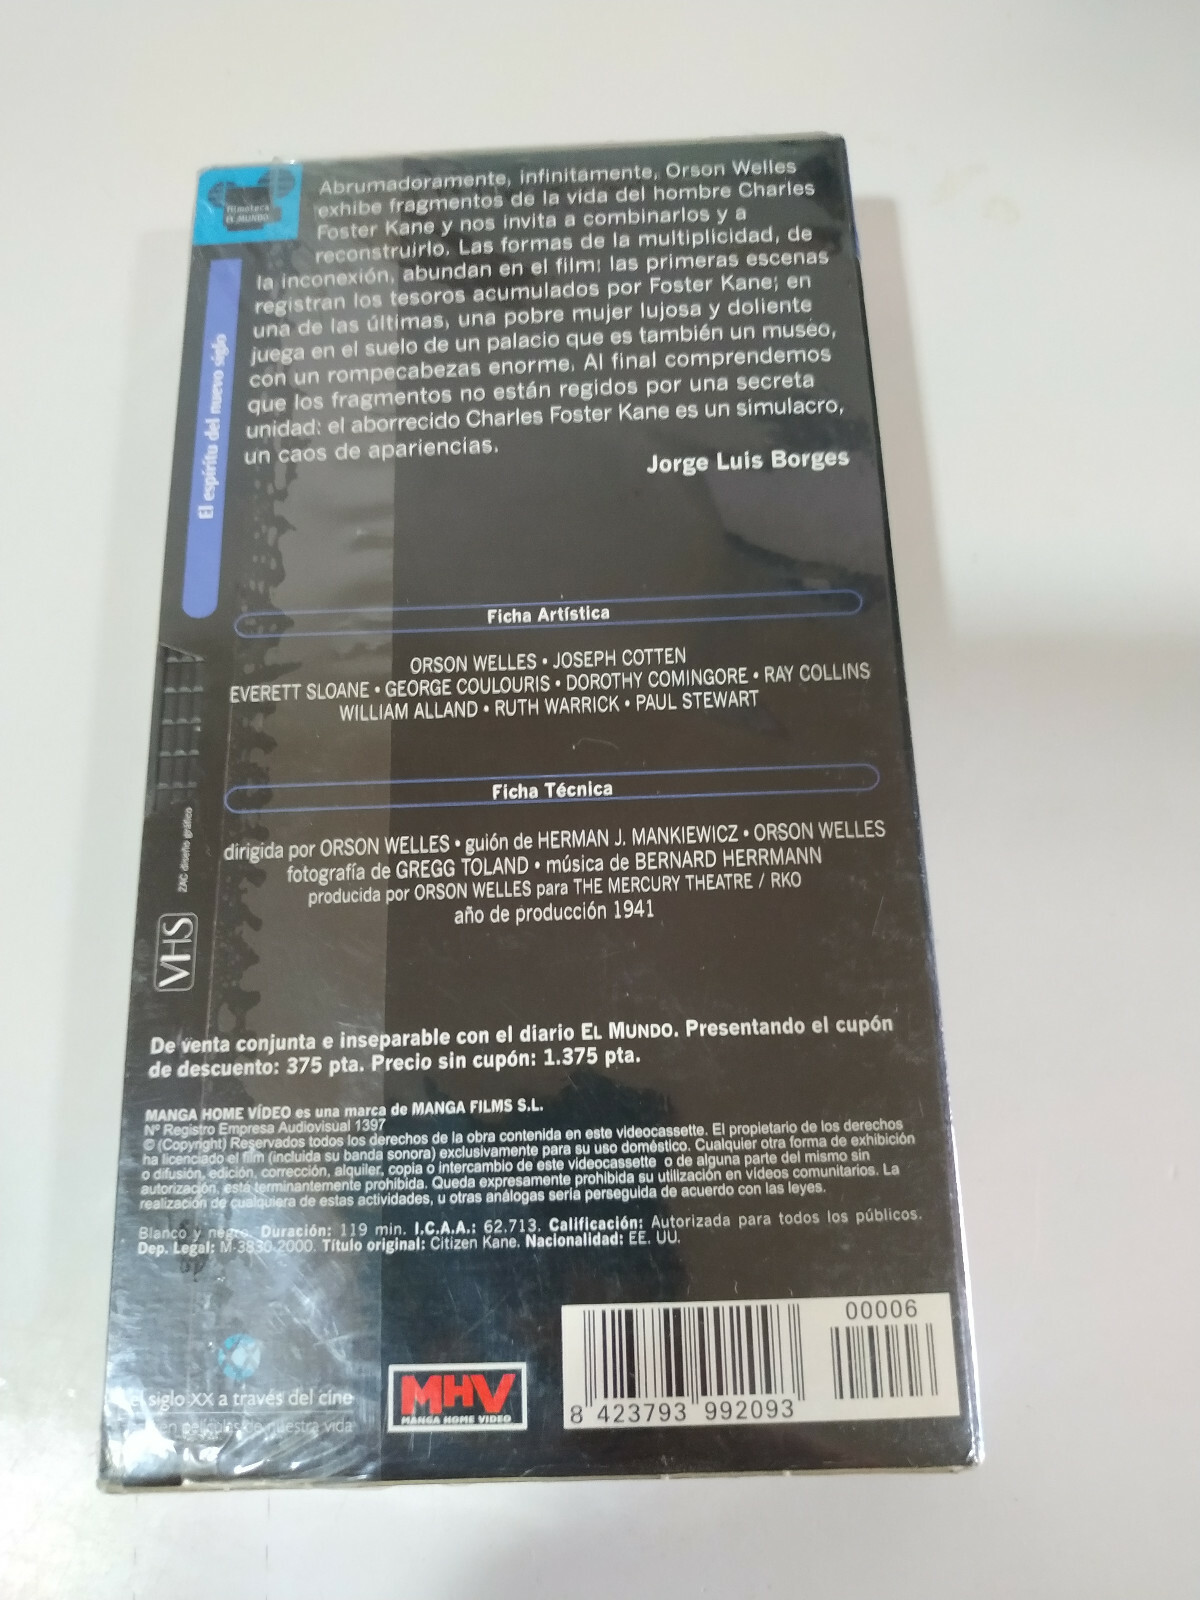 filmoteca
EL MUNDO
Abrumadoramente, infinitamente, Orson Welles
exhibe fragmentos de la vida del hombre Charles
Foster Kane y nos invita a combinarlos y a
reconstruirlo. Las formas de la multiplicidad, de
la inconexión, abundan en el film: las primeras escenas
registran los tesoros acumulados por Foster Kane; en
una de las últimas, una pobre mujer lujosa y doliente
juega en el suelo de un palacio que es también un museo,
con un rompecabezas enorme. Al final comprendemos
que los fragmentos no están regidos por una secreta
unidad: el aborrecido Charles Foster Kane es un simulacro,
un caos de apariencias.
Jorge Luis Borges
El espíritu del nuevo siglo
Ficha Artística
ORSON WELLES • JOSEPH COTTEN
EVERETT SLOANE • GEORGE COULOURIS • DOROTHY COMINGORE • RAY COLLINS
WILLIAM ALLAND • RUTH WARRICK • PAUL STEWART
Ficha Técnica
dirigida por ORSON WELLES • guión de HERMAN J. MANKIEWICZ • ORSON WELLES
fotografía de GREGG TOLAND • música de BERNARD HERRMANN
producida por ORSON WELLES para THE MERCURY THEATRE / RKO
año de producción 1941
ZAC diseño gráfico
VHS
De venta conjunta e inseparable con el diario EL MUNDO. Presentando el cupón
de descuento: 375 pta. Precio sin cupón: 1.375 pta.
MANGA HOME VÍDEO es una marca de MANGA FILMS S.L.
Nº Registro Empresa Audiovisual 1397
© (Copyright) Reservados todos los derechos de la obra contenida en este videocassette. El propietario de los derechos
ha licenciado el film (incluida su banda sonora) exclusivamente para su uso doméstico. Cualquier otra forma de exhibición
o difusión, edición, corrección, alquiler, copia o intercambio de este videocassette o de alguna parte del mismo sin
autorización, está terminantemente prohibida. Queda expresamente prohibida su utilización en vídeos comunitarios. La
realización de cualquiera de estas actividades, u otras análogas sería perseguida de acuerdo con las leyes.
Blanco y negro. Duración: 119 min. I.C.A.A.: 62.713. Calificación: Autorizada para todos los públicos.
Dep. Legal: M-3830-2000. Título original: Citizen Kane. Nacionalidad: EE. UU.
el siglo XX a través del cine
en películas de nuestra vida
MHV
MANGA HOME VIDEO
8 423793 992093
00006